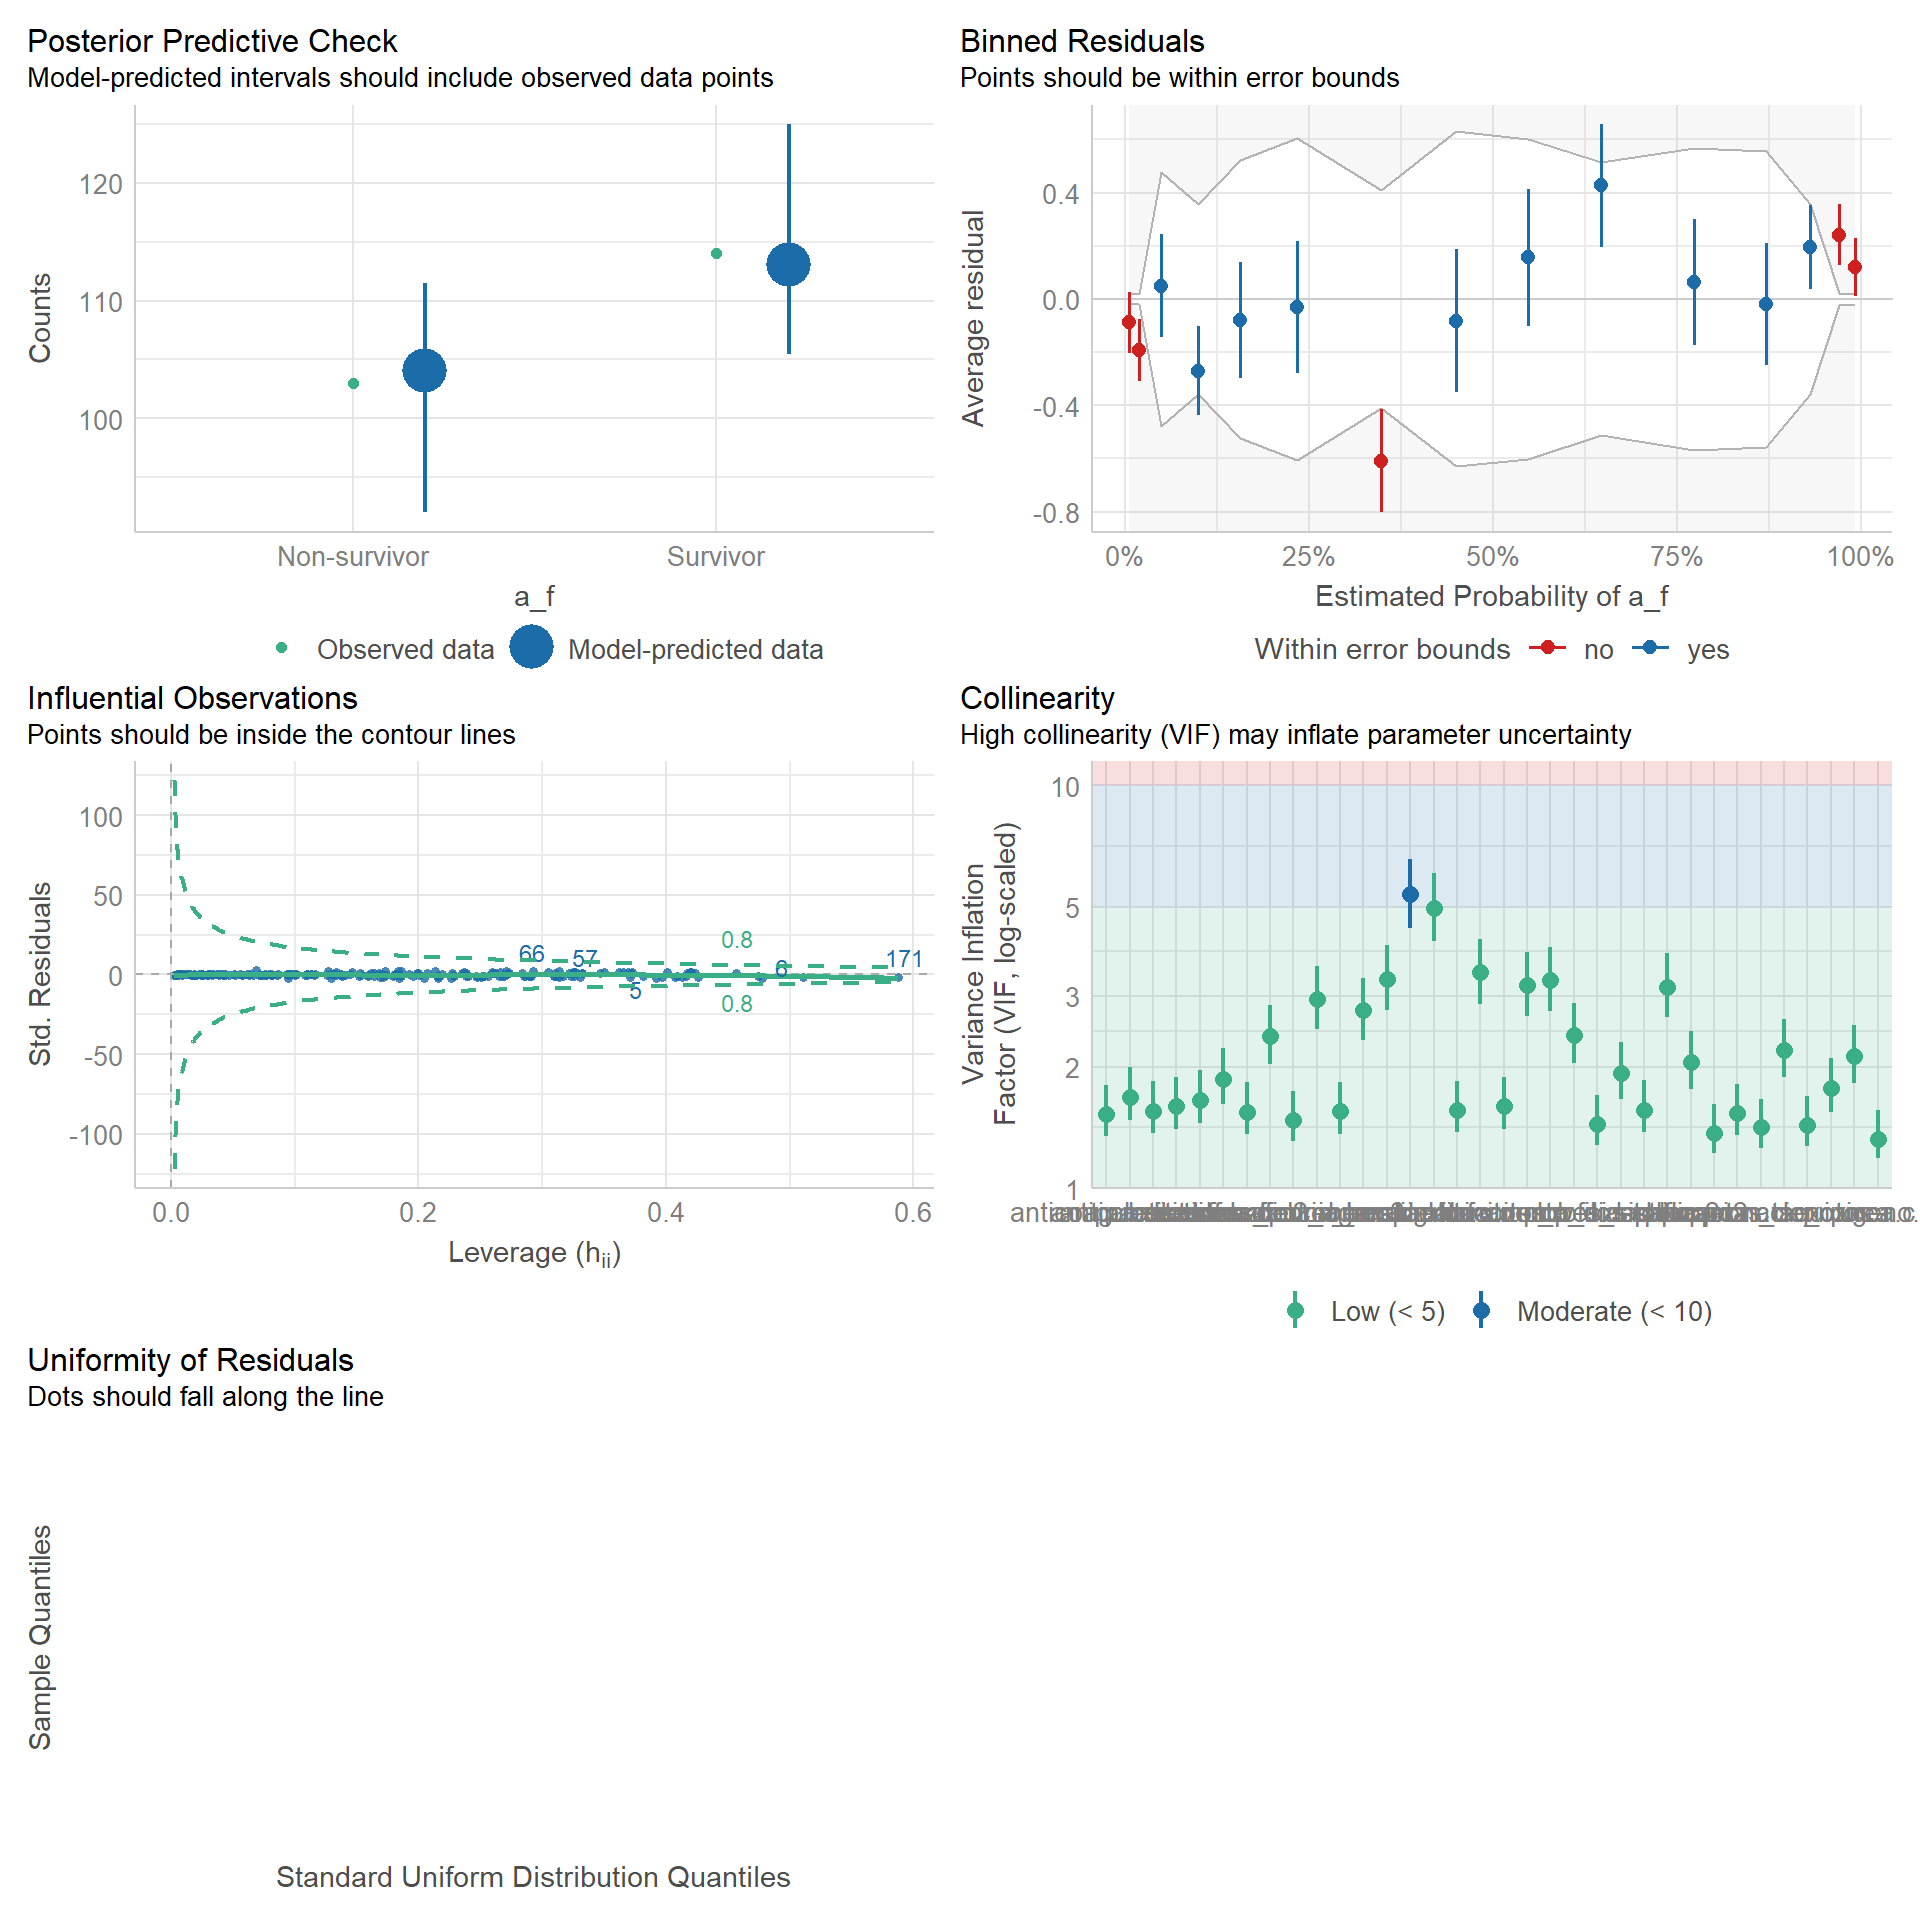 Posterior Predictive Check
Model-predicted intervals should include observed data points
Counts
120
110
100
Non-survivor
Survivor
a_f
Observed data
Model-predicted data
Binned Residuals
Points should be within error bounds
Average residual
0.4
0.0
-0.4
-0.8
0%
25%
50%
75%
100%
Estimated Probability of a_f
Within error bounds
no
yes
Influential Observations
Points should be inside the contour lines
Std. Residuals
100
50
0
-50
-100
66
57
0.8
6
171
5
0.8
0.0
0.2
0.4
0.6
Leverage (hii)
Collinearity
High collinearity (VIF) may inflate parameter uncertainty
Variance Inflation
Factor (VIF, log-scaled)
10
5
3
2
1
Low (< 5)
Moderate (< 10)
Uniformity of Residuals
Dots should fall along the line
Sample Quantiles
Standard Uniform Distribution Quantiles